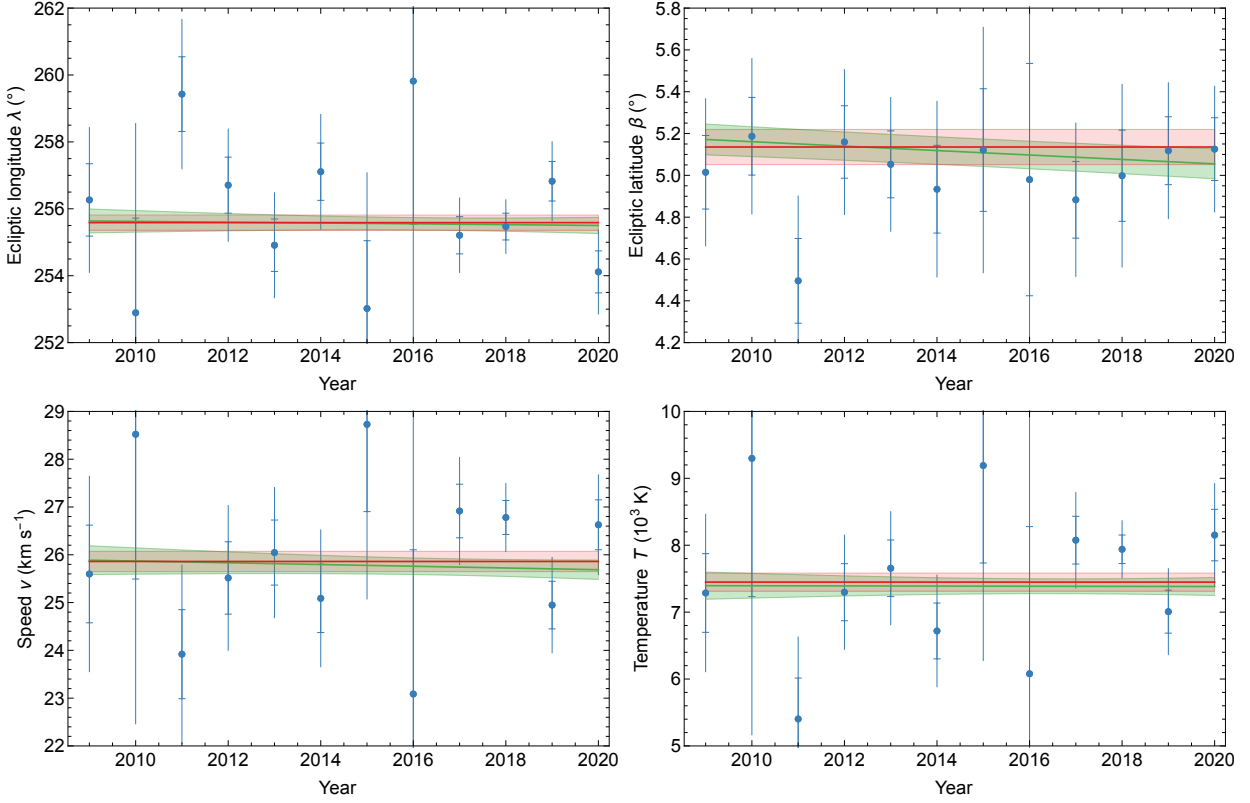 262
260
258
256
254
252
Ecliptic longitude λ (°)
2010 2012 2014 2016 2018 2020
Year
5.8
5.6
5.4
5.2
5.0
4.8
4.6
4.4
4.2
Ecliptic latitude β (°)
2010 2012 2014 2016 2018 2020
Year
29
28
27
26
25
24
23
22
Speed v (km s⁻¹)
2010 2012 2014 2016 2018 2020
Year
10
9
8
7
6
5
Temperature T (10³ K)
2010 2012 2014 2016 2018 2020
Year